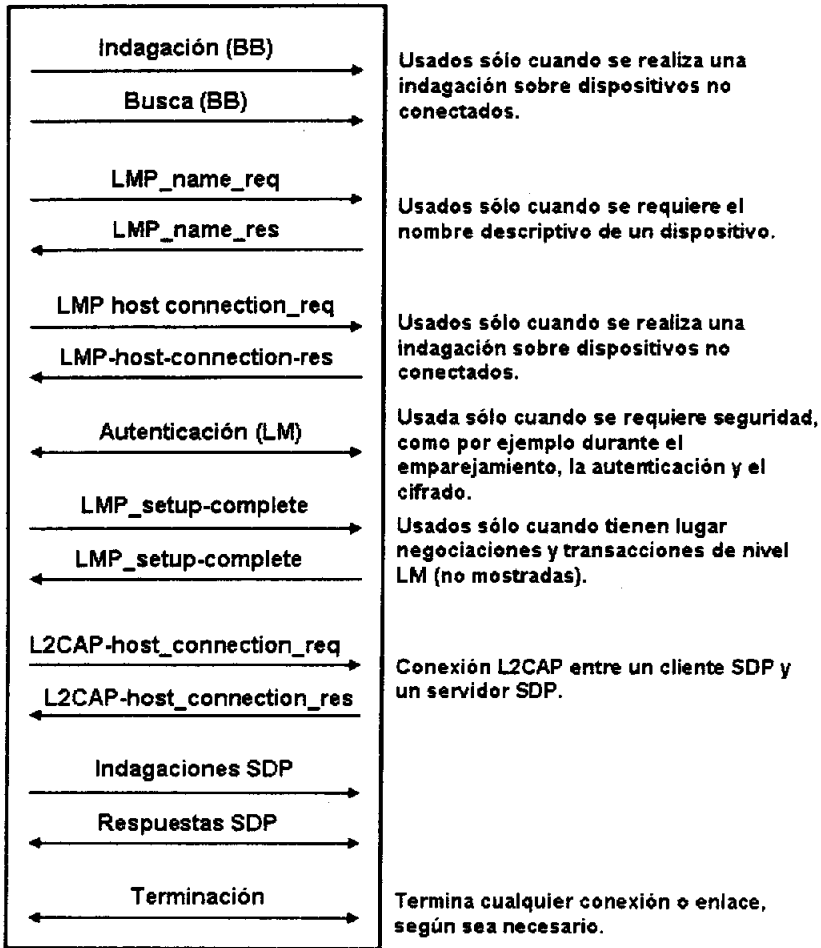 Indagación (BB)
Busca (BB)
Usados sólo cuando se realiza una
indagación sobre dispositivos no
conectados.
LMP_name_req
LMP_name_res
Usados sólo cuando se requiere el
nombre descriptivo de un dispositivo.
LMP host connection_req
LMP-host-connection-res
Usados sólo cuando se realiza una
indagación sobre dispositivos no
conectados.
Autenticación (LM)
Usada sólo cuando se requiere seguridad,
como por ejemplo durante el
emparejamiento, la autenticación y el
cifrado.
LMP_setup-complete
LMP_setup-complete
Usados sólo cuando tienen lugar
negociaciones y transacciones de nivel
LM (no mostradas).
L2CAP-host_connection_req
L2CAP-host_connection_res
Conexión L2CAP entre un cliente SDP y
un servidor SDP.
Indagaciones SDP
Respuestas SDP
Terminación
Termina cualquier conexión o enlace,
según sea necesario.